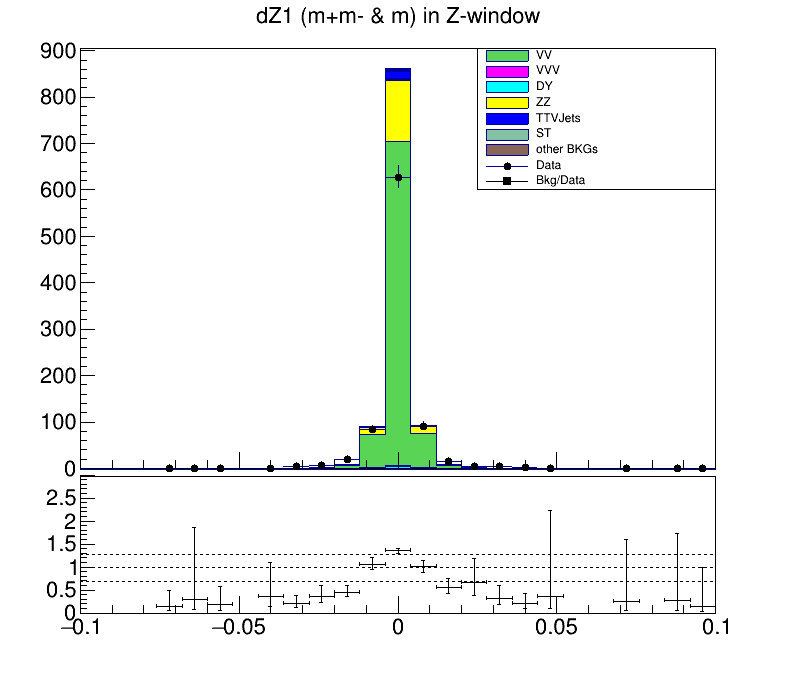 dZ1 (m+m- & m) in Z-window
900
800
700
600
500
400
300
200
100
0
VV
VVV
DY
ZZ
TTVJets
ST
other BKGs
Data
Bkg/Data
2.5
2
1.5
1
0.5
0
−0.1 −0.05 0 0.05 0.1